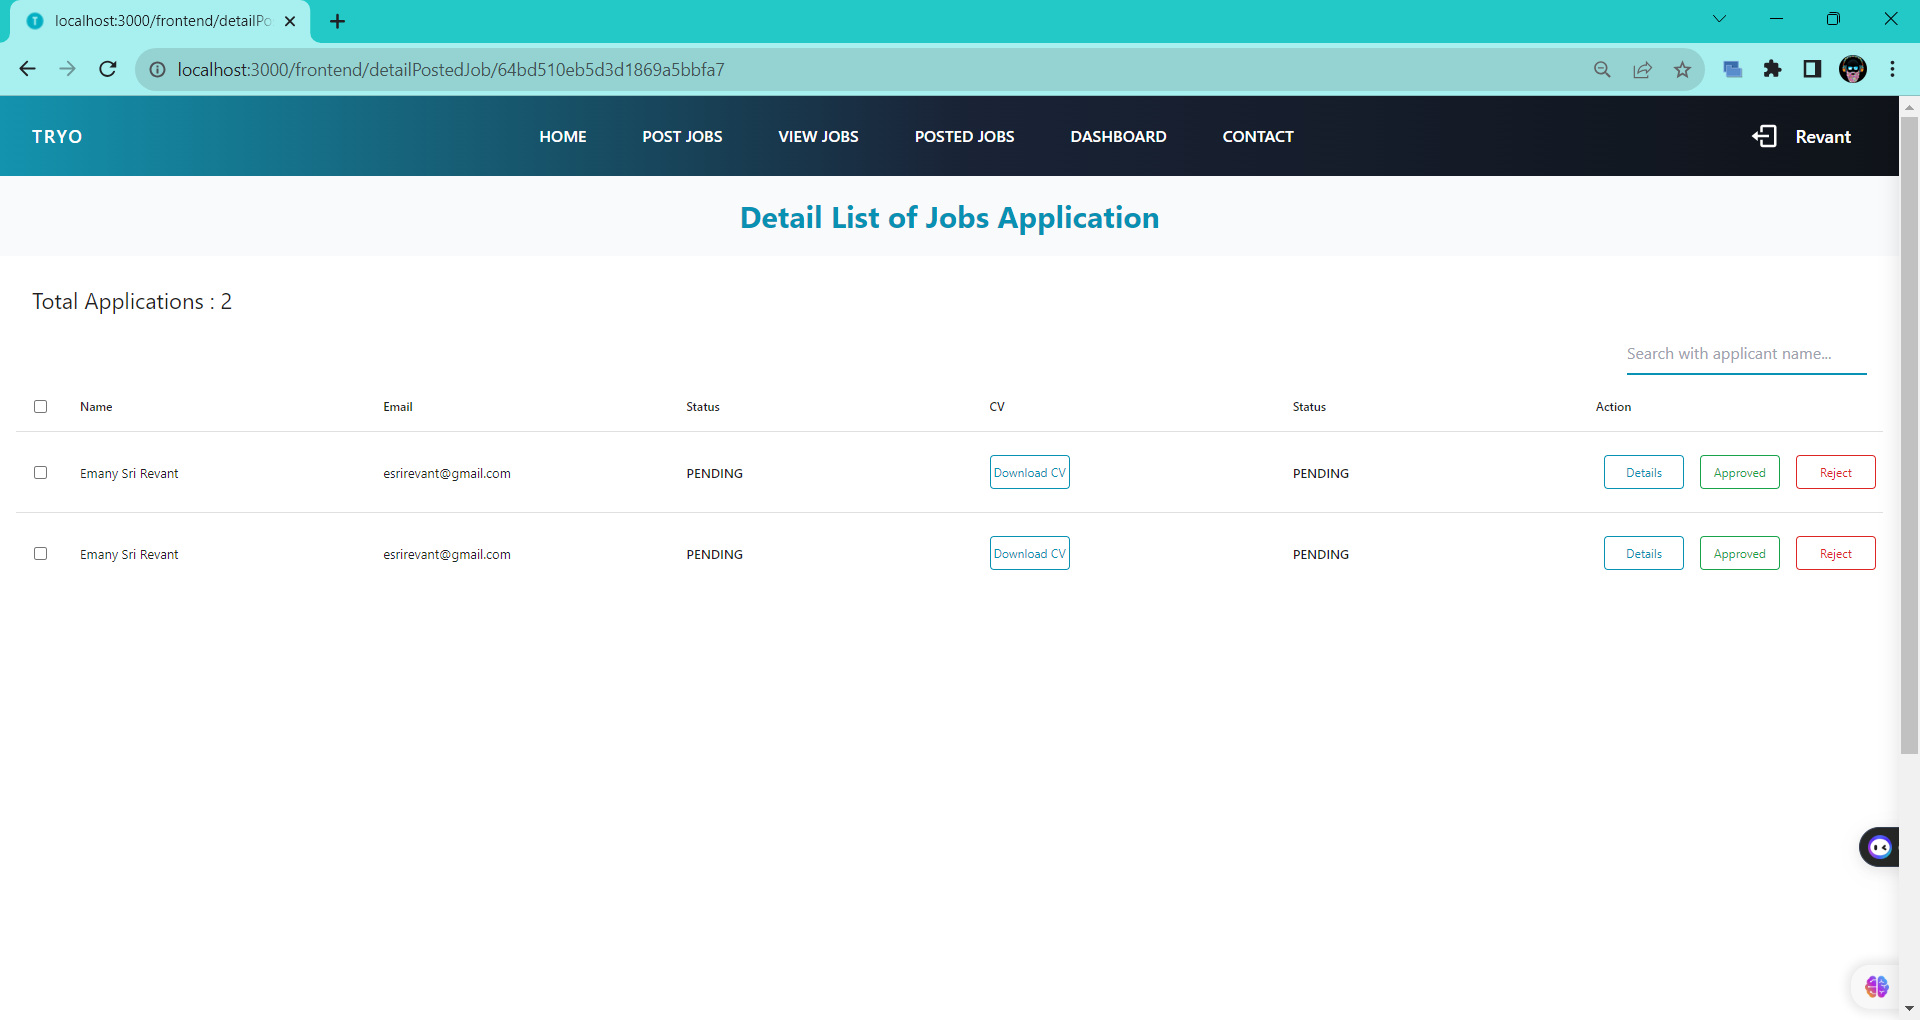 localhost:3000/frontend/detailPo
localhost:3000/frontend/detailPostedJob/64bd510eb5d3d1869a5bbfa7
TRYO HOME POST JOBS VIEW JOBS POSTED JOBS DASHBOARD CONTACT Revant
Detail List of Jobs Application
Total Applications : 2
Search with applicant name...
Name Email Status CV Status Action
Emany Sri Revant esrirevant@gmail.com PENDING Download CV PENDING Details Approved Reject
Emany Sri Revant esrirevant@gmail.com PENDING Download CV PENDING Details Approved Reject